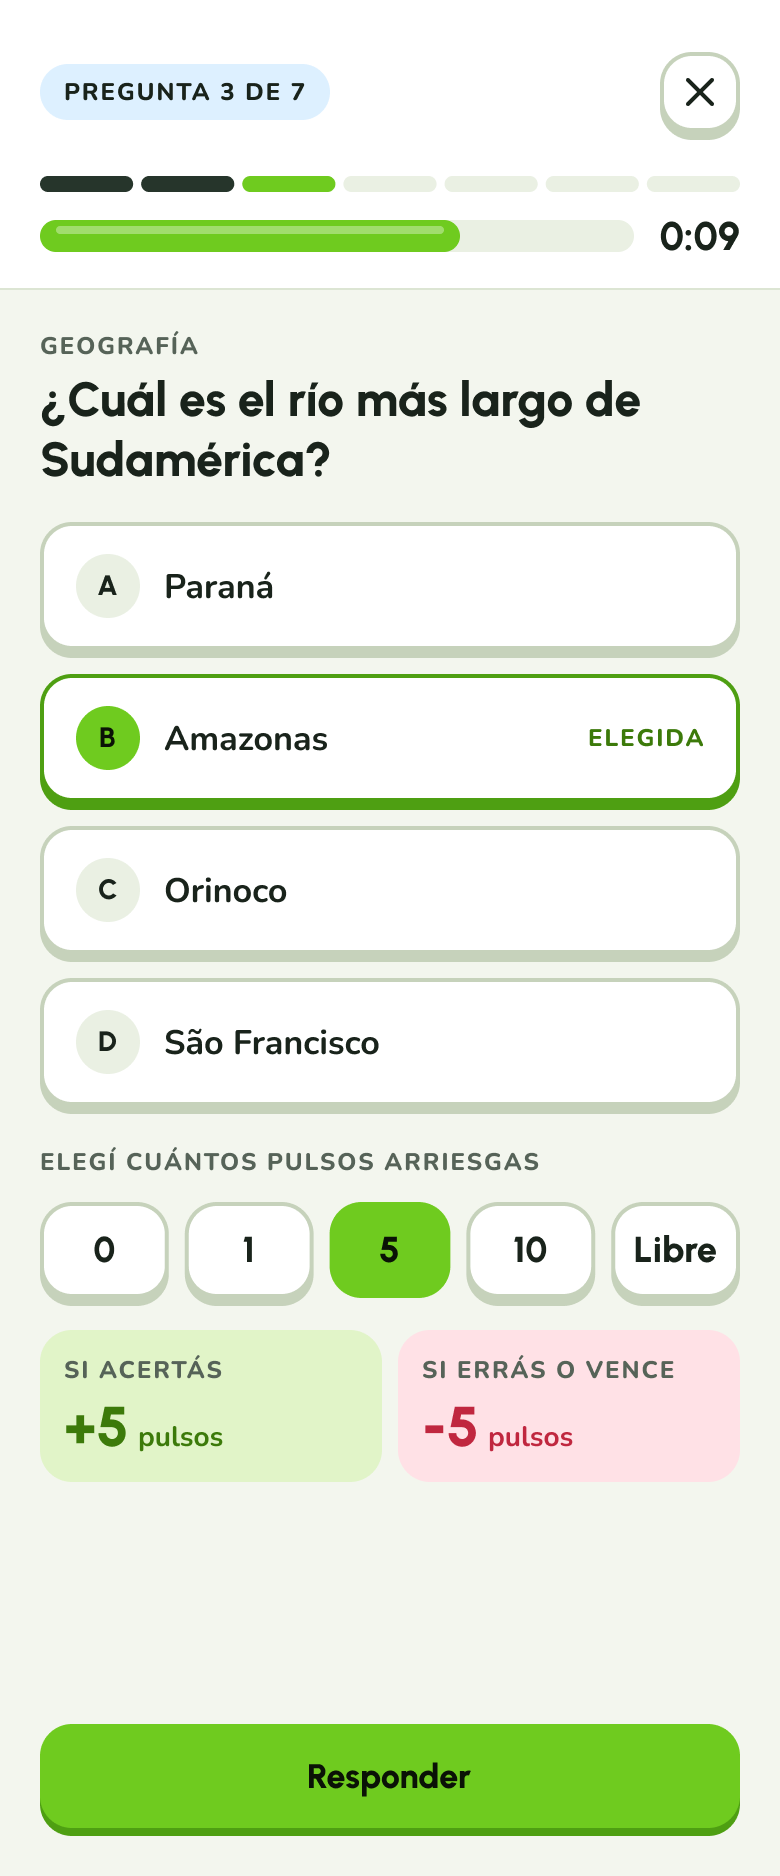 PREGUNTA 3 DE 7
0:09
GEOGRAFÍA
¿Cuál es el río más largo de
Sudamérica?
A Paraná
B Amazonas ELEGIDA
C Orinoco
D São Francisco
ELEGÍ CUÁNTOS PULSOS ARRIESGAS
0 1 5 10 Libre
SI ACERTÁS
+5 pulsos
SI ERRÁS O VENCE
-5 pulsos
Responder